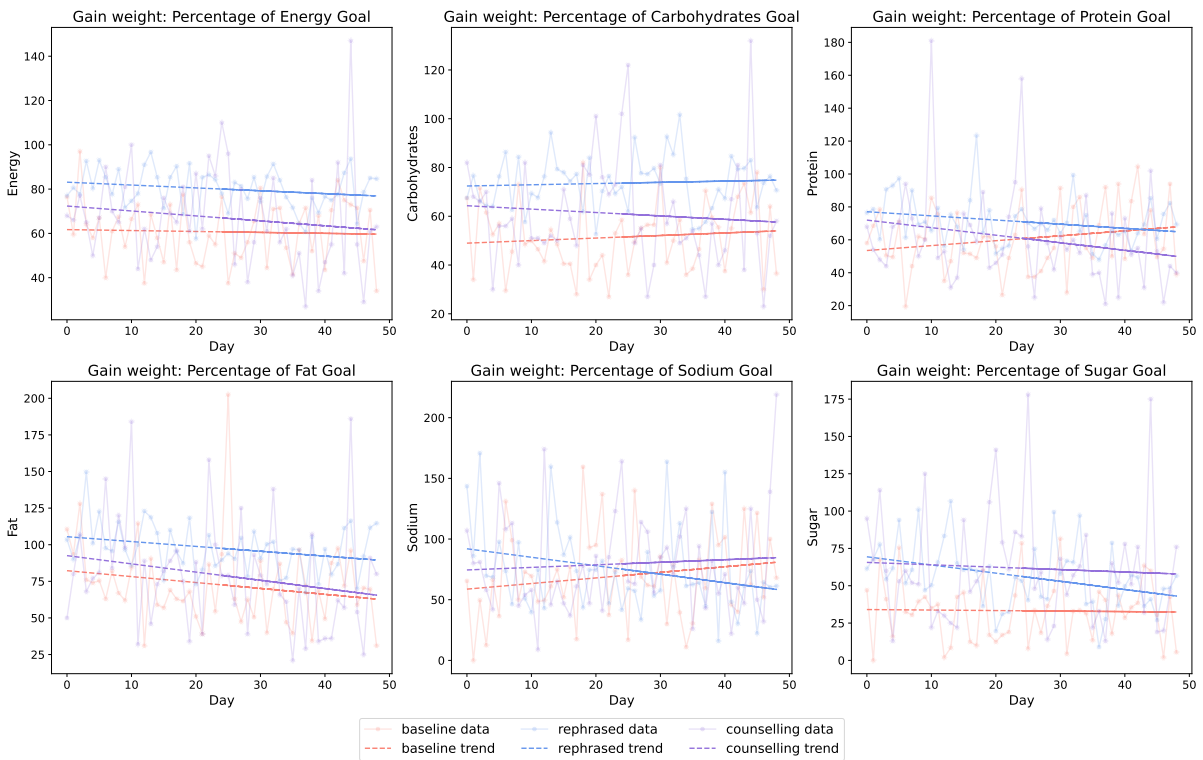 Gain weight: Percentage of Energy Goal
Energy
140
120
100
80
60
40
0 10 20 30 40 50
Day
Gain weight: Percentage of Carbohydrates Goal
Carbohydrates
120
100
80
60
40
20
0 10 20 30 40 50
Day
Gain weight: Percentage of Protein Goal
Protein
180
160
140
120
100
80
60
40
20
0 10 20 30 40 50
Day
Gain weight: Percentage of Fat Goal
Fat
200
175
150
125
100
75
50
25
0 10 20 30 40 50
Day
Gain weight: Percentage of Sodium Goal
Sodium
200
150
100
50
0
0 10 20 30 40 50
Day
Gain weight: Percentage of Sugar Goal
Sugar
175
150
125
100
75
50
25
0
0 10 20 30 40 50
Day
baseline data rephrased data counselling data
baseline trend rephrased trend counselling trend